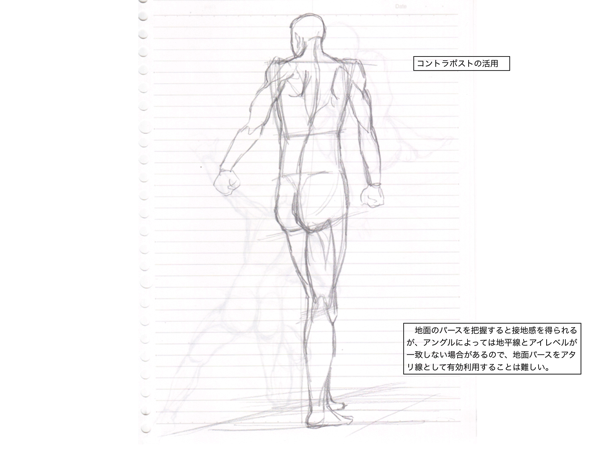 コントラポストの活用
地面のパースを把握すると接地感を得られる
が、アングルによっては地平線とアイレベルが
一致しない場合があるので、地面パースをアタ
リ線として有効利用することは難しい。